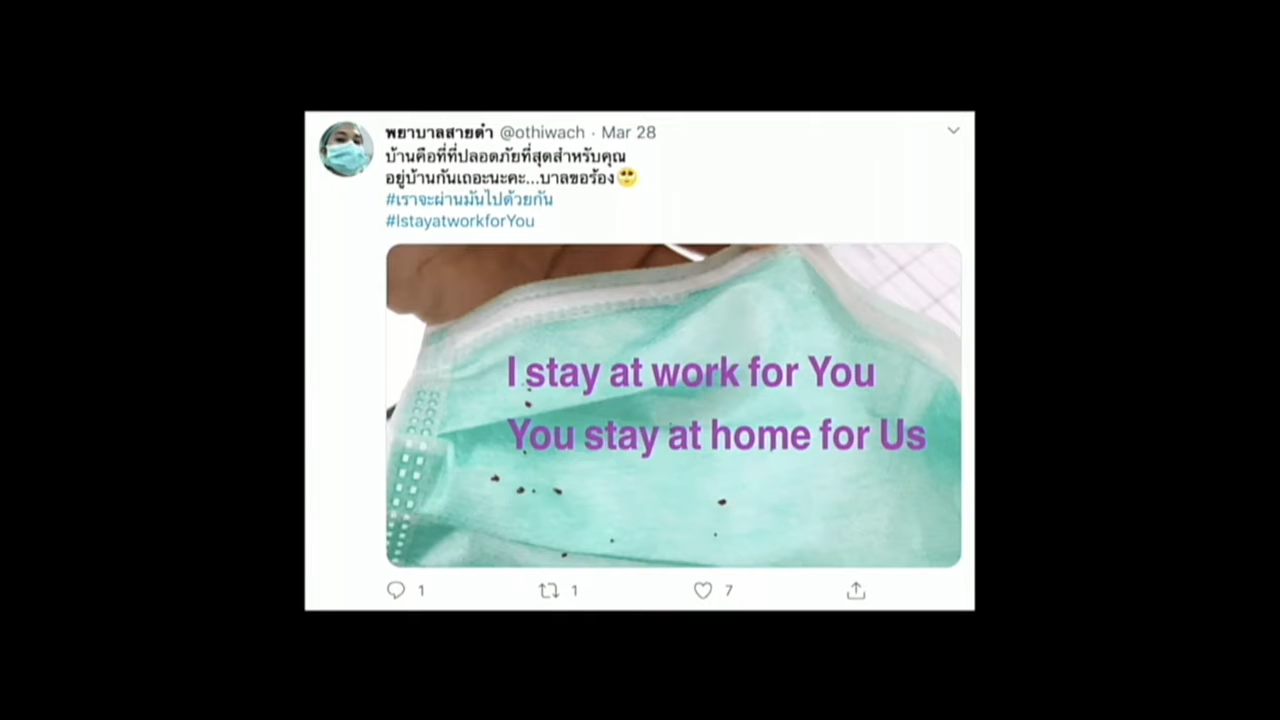 พยาบาลสายดำ @othiwach · Mar 28
บ้านคือที่ที่ปลอดภัยที่สุดสำหรับคุณ
อยู่บ้านกันเถอะนะคะ...บาลขอร้อง🥺
#เราจะผ่านมันไปด้วยกัน
#IstayatworkforYou
I stay at work for You
You stay at home for Us
1 1 7